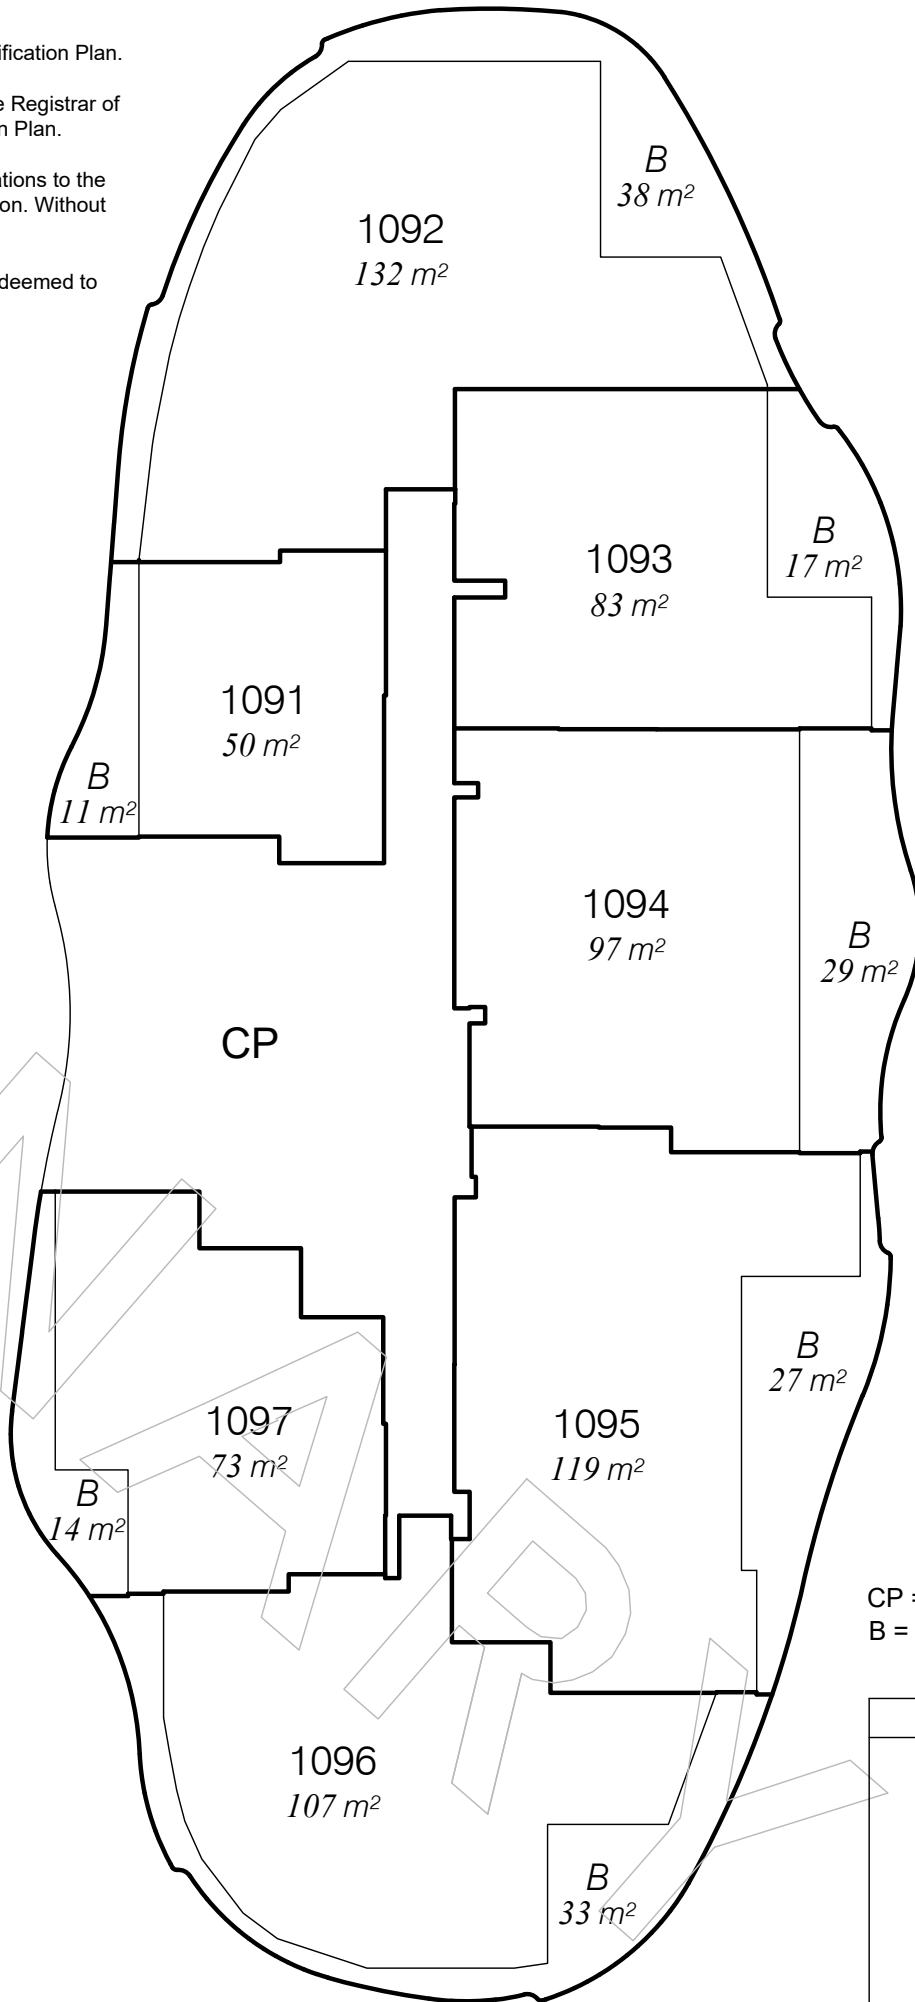 ification Plan.
e Registrar of
n Plan.
tions to the
on. Without
deemed to
B
38 m²
1092
132 m²
1093
83 m²
B
17 m²
1091
50 m²
B
11 m²
1094
97 m²
B
29 m²
CP
B
27 m²
1097
73 m²
1095
119 m²
B
14 m²
CP =
B =
1096
107 m²
B
33 m²